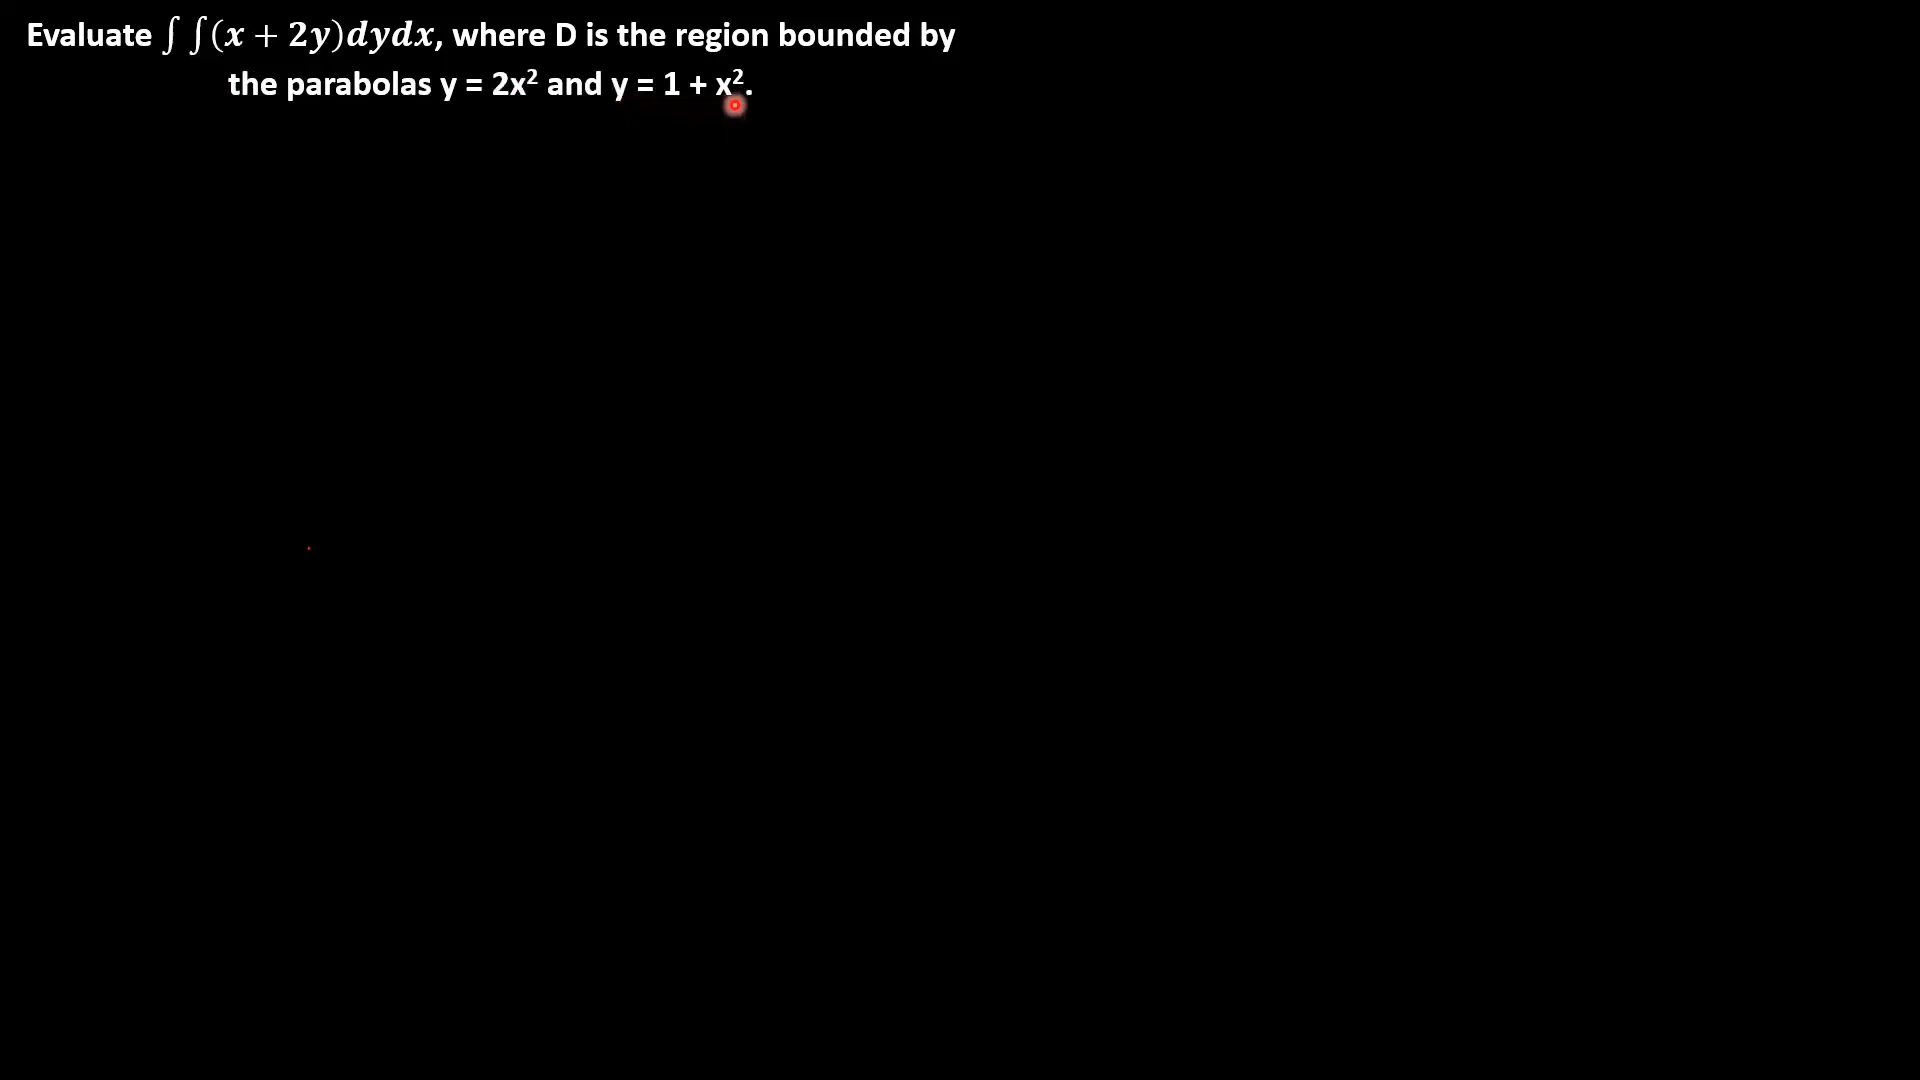 Evaluate ∫ ∫(x + 2y)dydx, where D is the region bounded by
the parabolas y = 2x² and y = 1 + x².